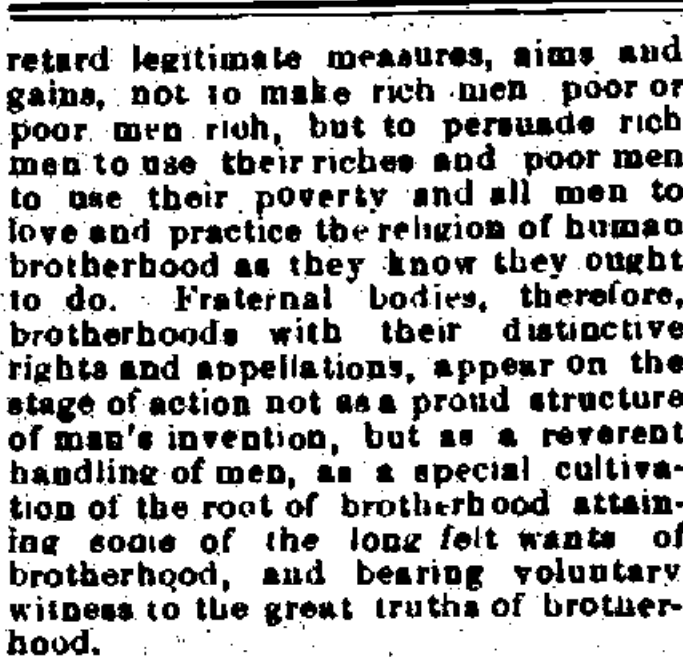 retard legitimate measures, aims and
gains, not to make rich men poor or
poor men rich, but to persuade rich
men to use their riches and poor men
to use their poverty and all men to
love and practice the religion of human
brotherhood as they know they ought
to do. Fraternal bodies, therefore,
brotherhoods with their distinctive
rights and appellations, appear on the
stage of action not as a proud structure
of man's invention, but as a reverent
handling of men, as a special cultiva-
tion of the root of brotherhood attain-
ing some of the long felt wants of
brotherhood, and bearing voluntary
witness to the great truths of brother-
hood.